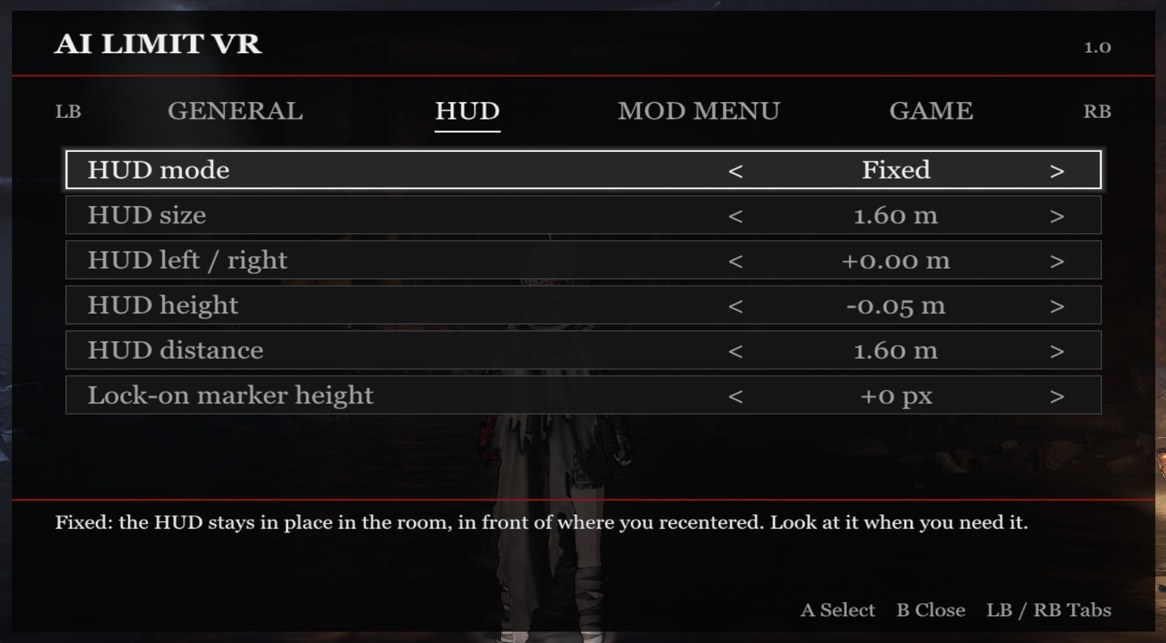 AI LIMIT VR
1.0
LB GENERAL HUD MOD MENU GAME RB
HUD mode < Fixed >
HUD size < 1.60 m >
HUD left / right < +0.00 m >
HUD height < -0.05 m >
HUD distance < 1.60 m >
Lock-on marker height < +0 px >
Fixed: the HUD stays in place in the room, in front of where you recentered. Look at it when you need it.
A Select B Close LB / RB Tabs